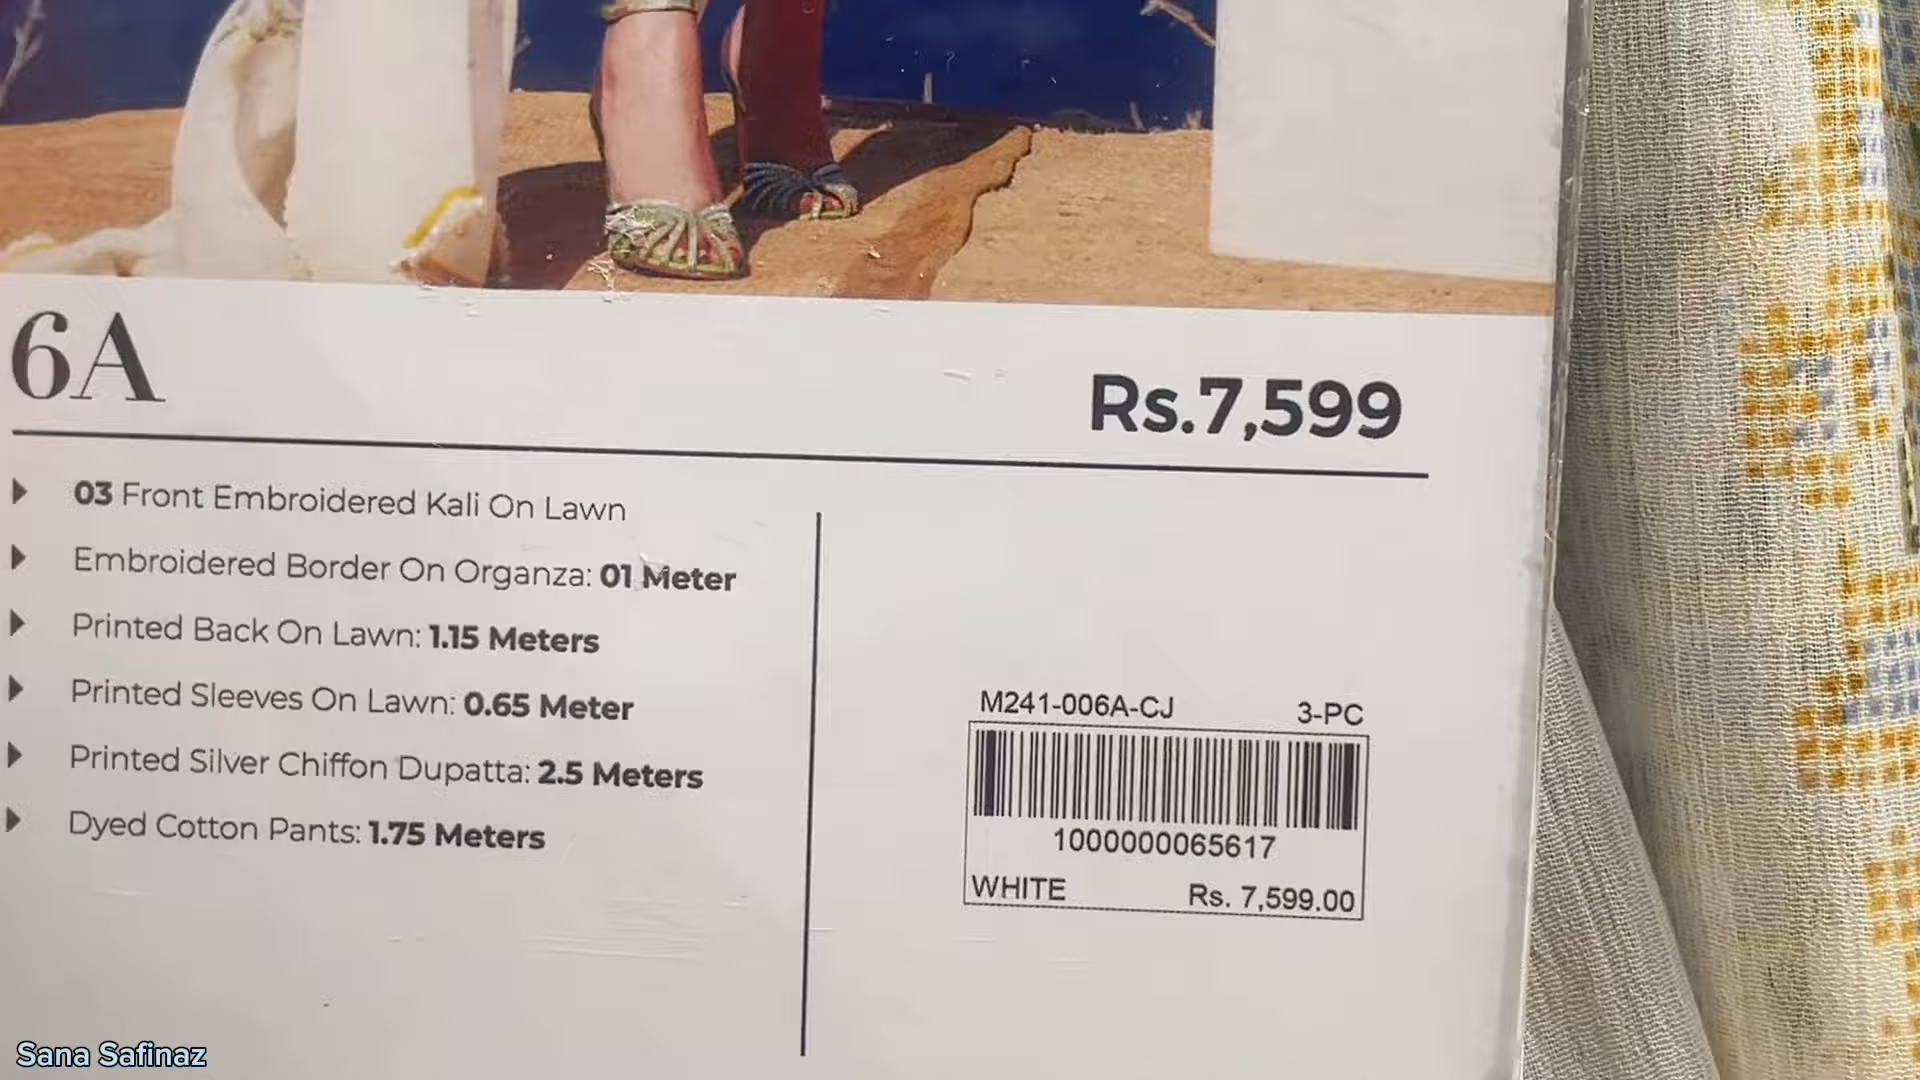 6A
Rs.7,599
03 Front Embroidered Kali On Lawn
Embroidered Border On Organza: 01 Meter
Printed Back On Lawn: 1.15 Meters
Printed Sleeves On Lawn: 0.65 Meter
Printed Silver Chiffon Dupatta: 2.5 Meters
Dyed Cotton Pants: 1.75 Meters
M241-006A-CJ 3-PC
1000000065617
WHITE Rs. 7,599.00
Sana Safinaz